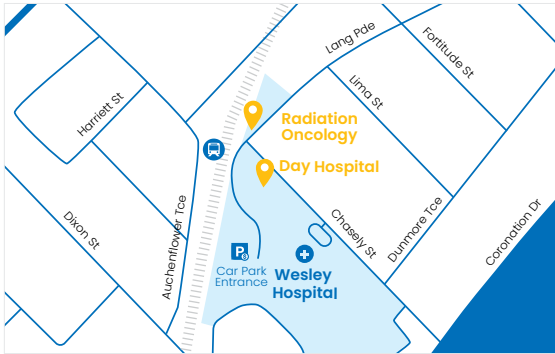 Lang Pde
Fortitude St
Lima St
Harriett St
Radiation
Oncology
Day Hospital
Auchenflower Tce
Dixon St
Chasely St
Dunmore Tce
Coronation Dr
P
Car Park
Entrance
Wesley
Hospital